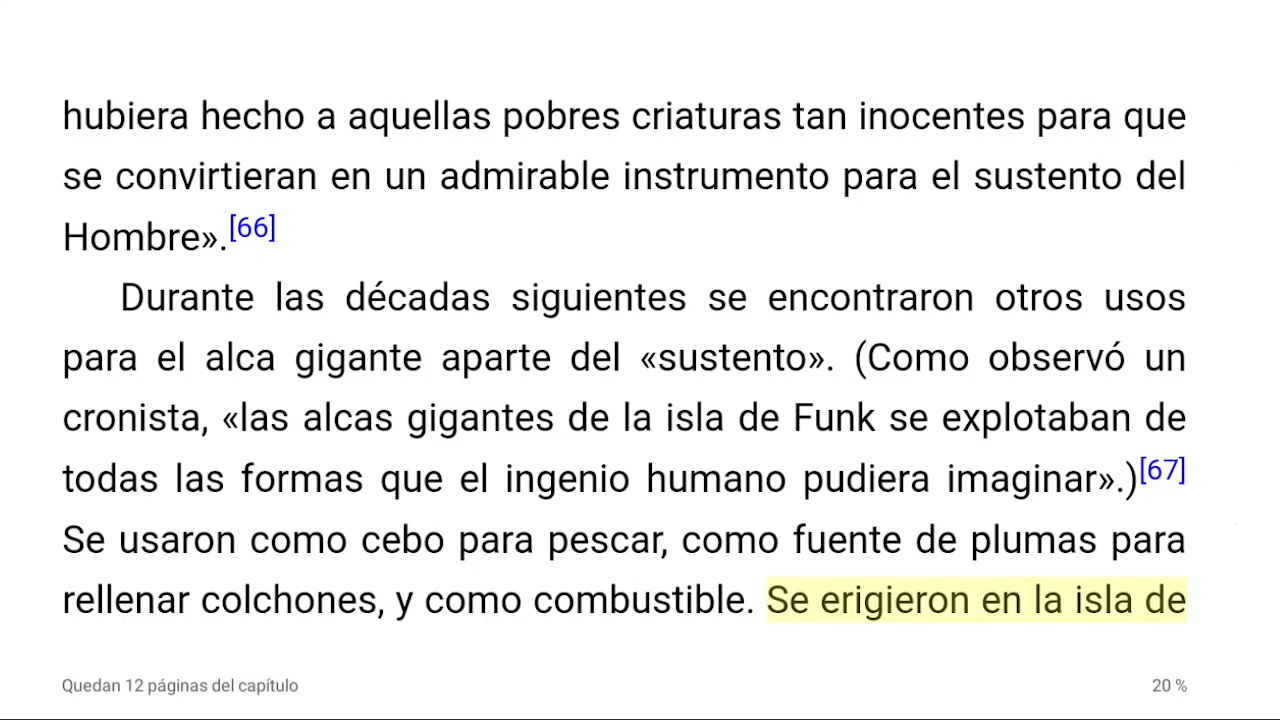 hubiera hecho a aquellas pobres criaturas tan inocentes para que
se convirtieran en un admirable instrumento para el sustento del
Hombre».[66]
Durante las décadas siguientes se encontraron otros usos
para el alca gigante aparte del «sustento». (Como observó un
cronista, «las alcas gigantes de la isla de Funk se explotaban de
todas las formas que el ingenio humano pudiera imaginar».)[67]
Se usaron como cebo para pescar, como fuente de plumas para
rellenar colchones, y como combustible. Se erigieron en la isla de
Quedan 12 páginas del capítulo
20 %